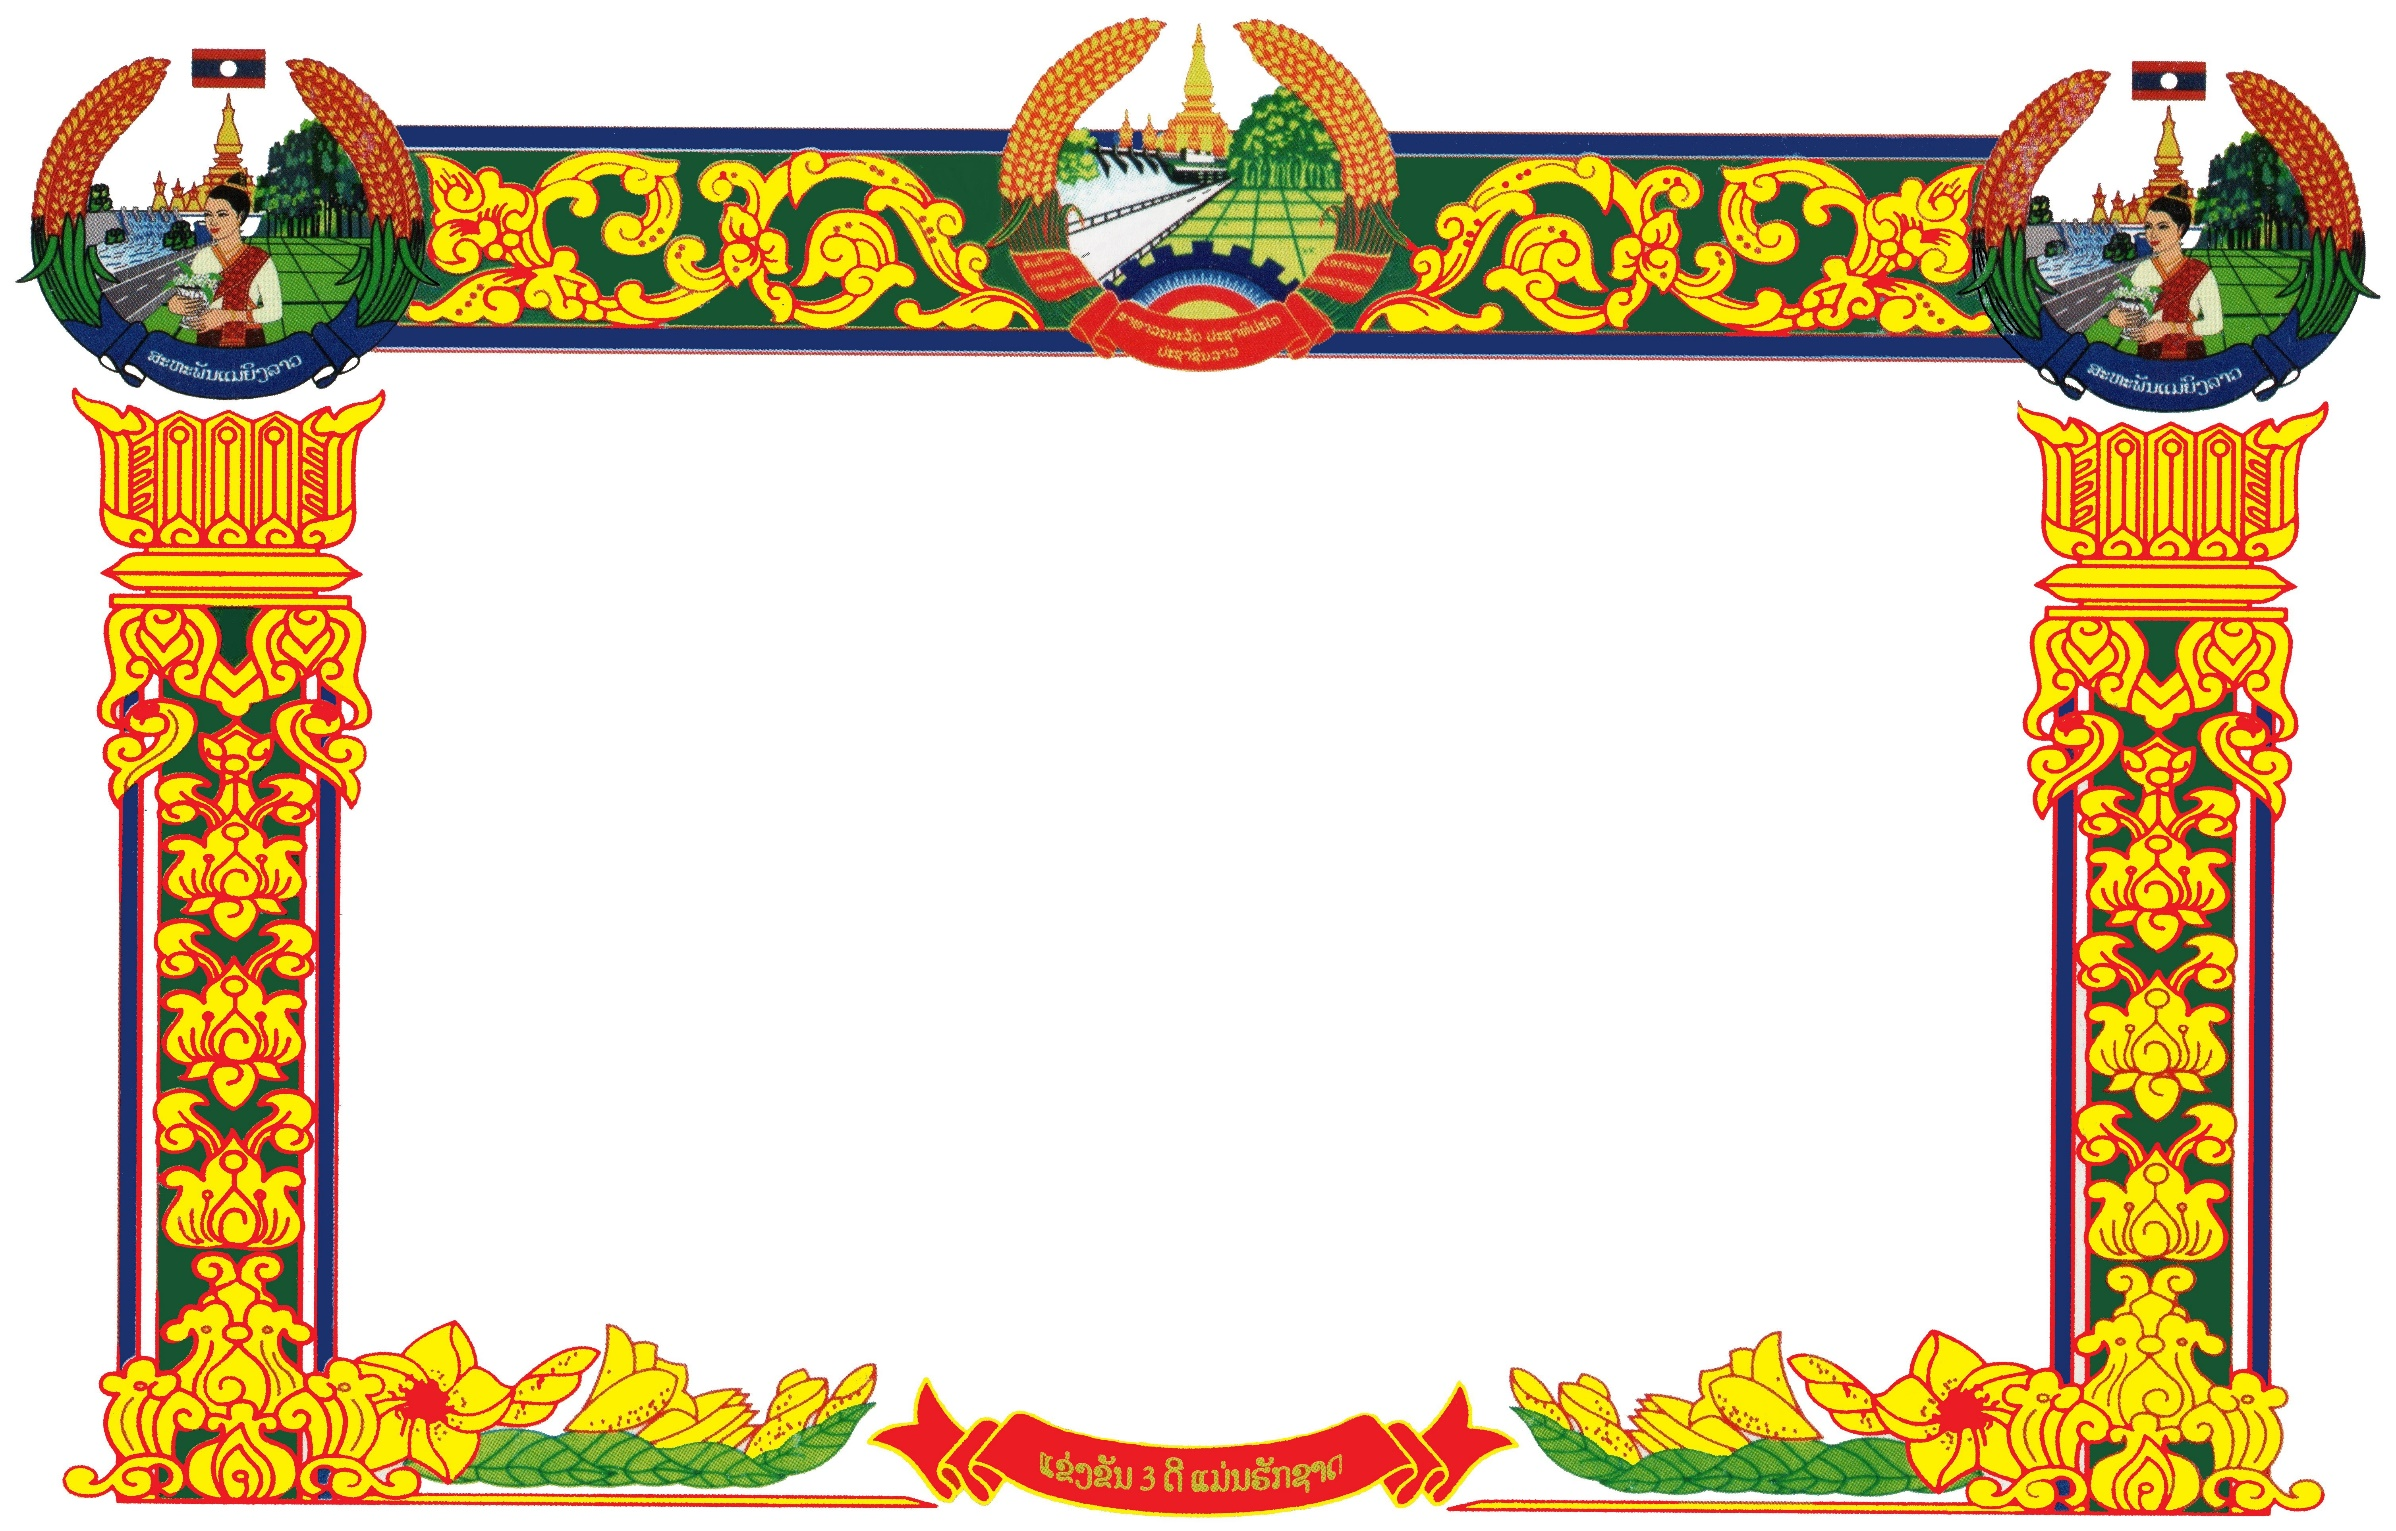 ສາທາລະນະລັດ ປະຊາທິປະໄຕ
ປະຊາຊົນລາວ
ສະຫະພັນແມ່ຍິງລາວ
ສະຫະພັນແມ່ຍິງລາວ
ແຂ່ງຂັນ 3 ດີ ແມ່ນຮັກຊາດ